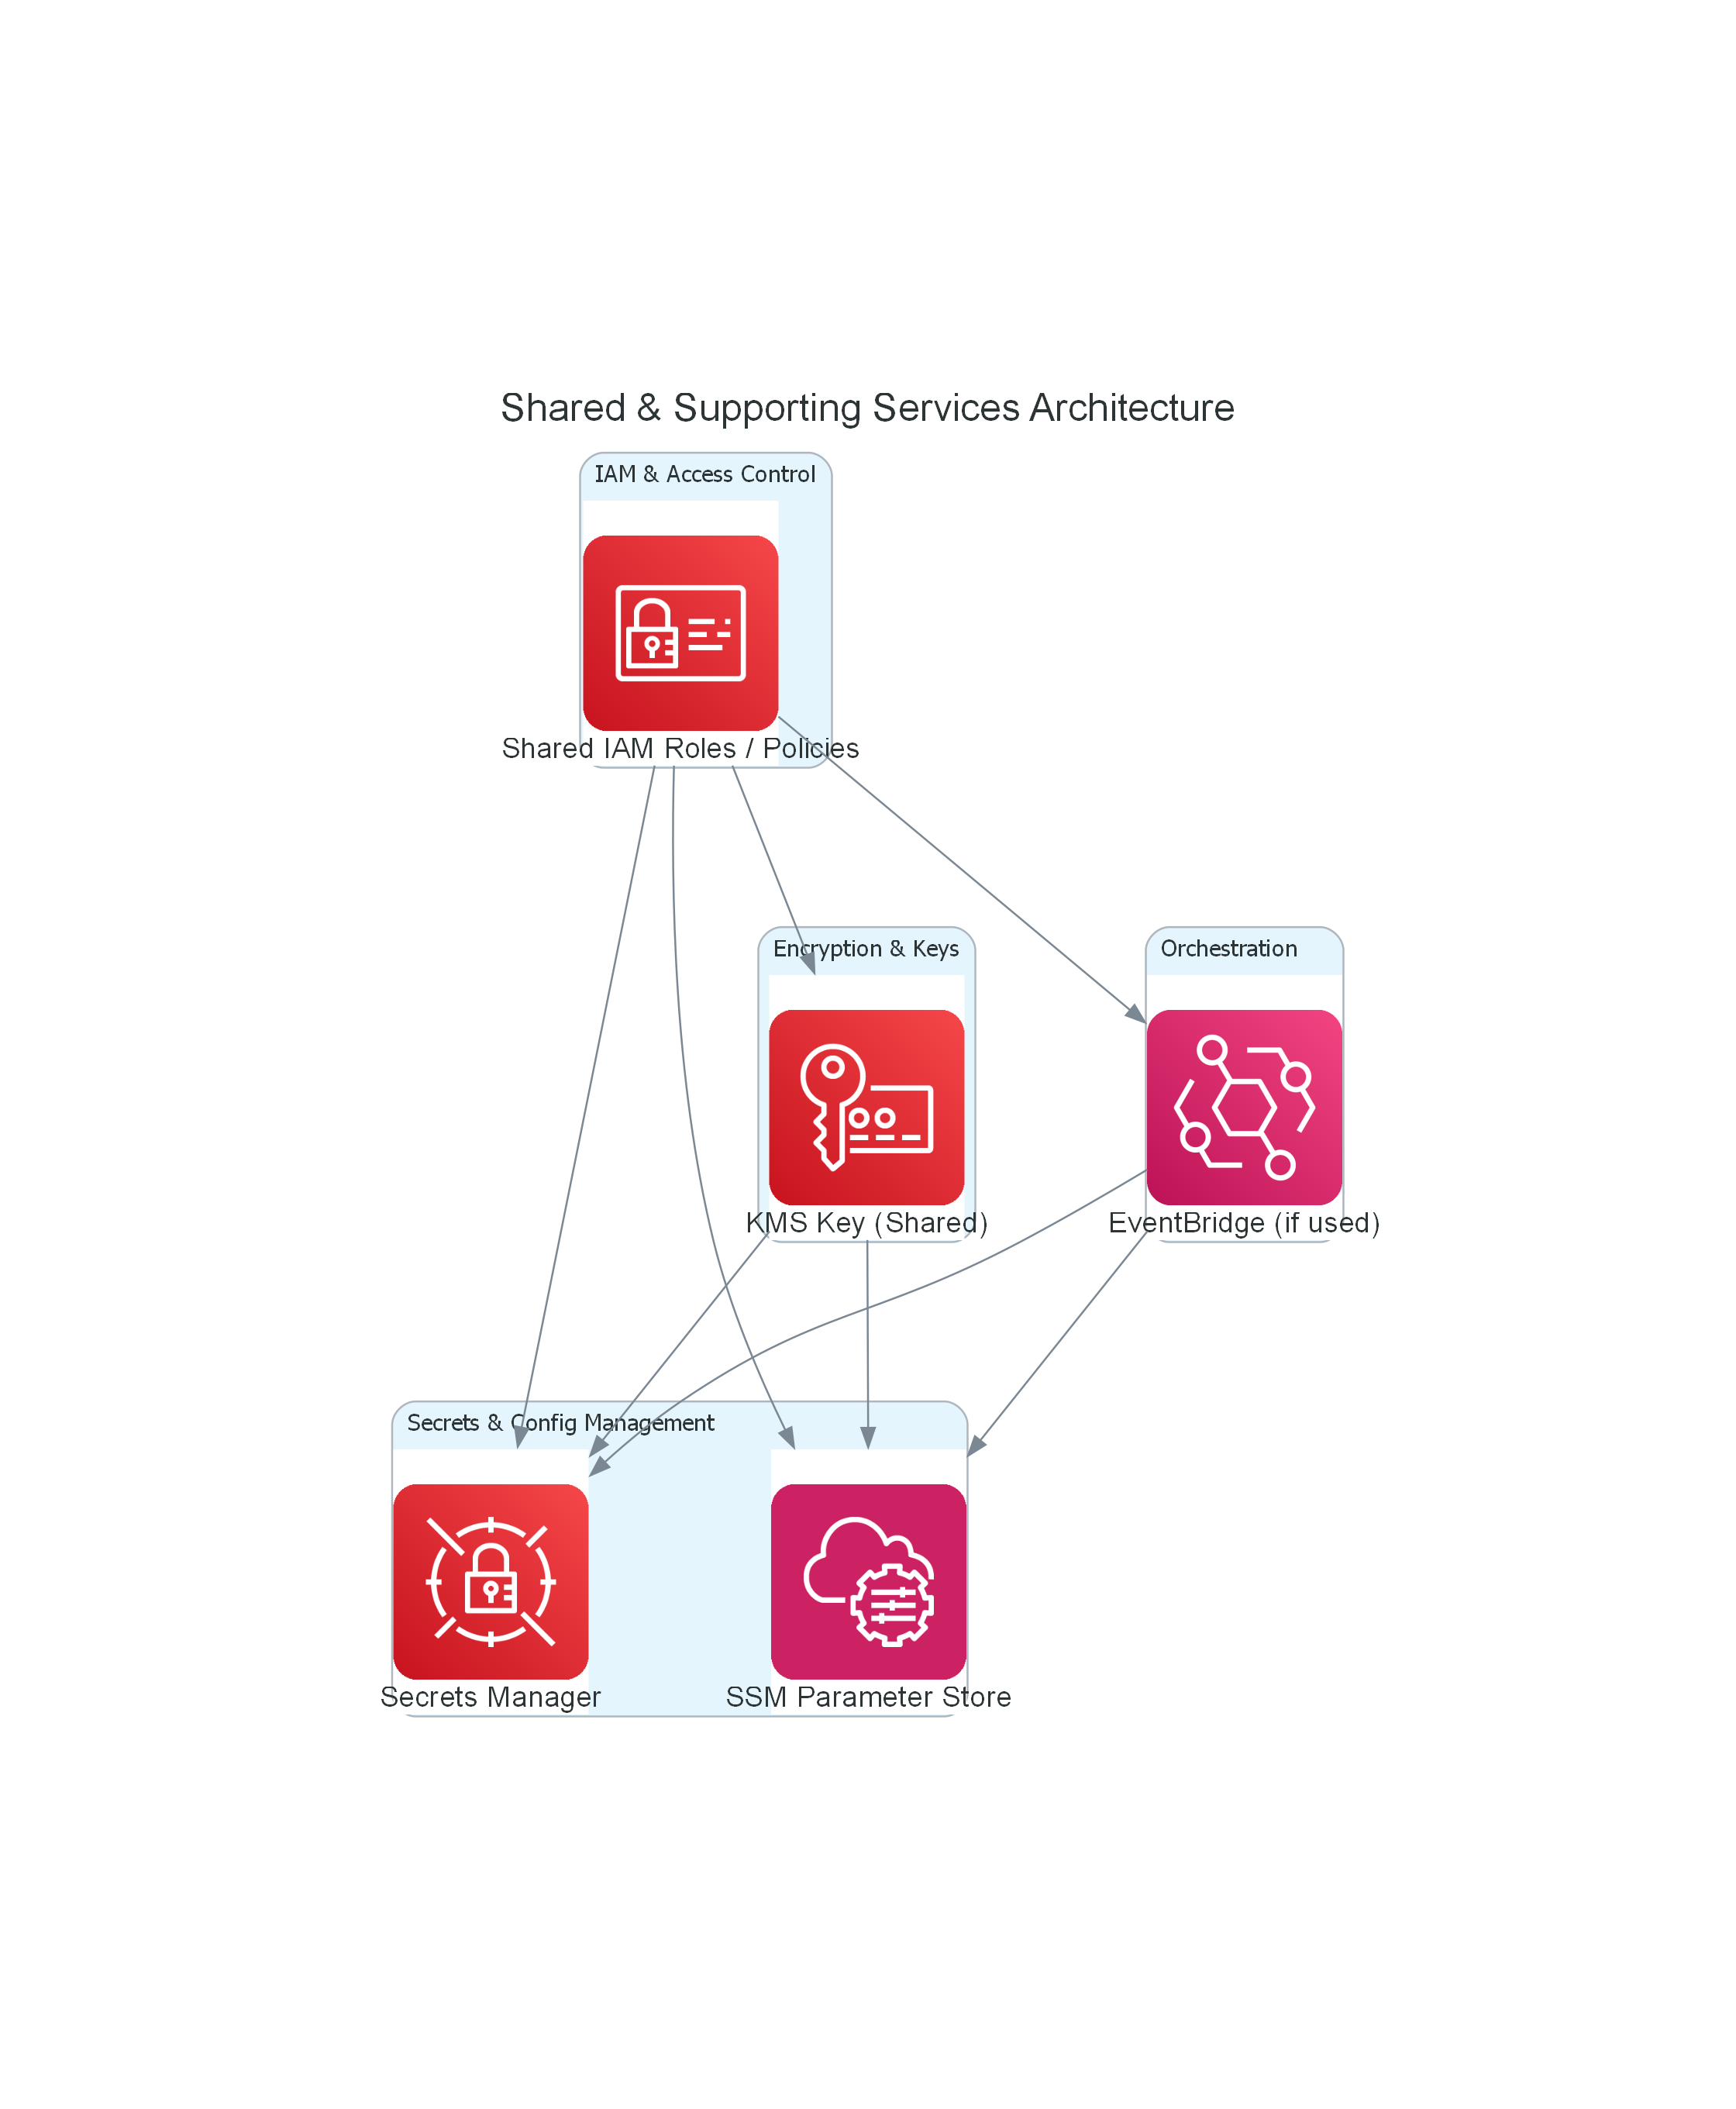 Shared & Supporting Services Architecture
IAM & Access Control
Shared IAM Roles / Policies
Encryption & Keys
Orchestration
KMS Key (Shared)
EventBridge (if used)
Secrets & Config Management
Secrets Manager
SSM Parameter Store